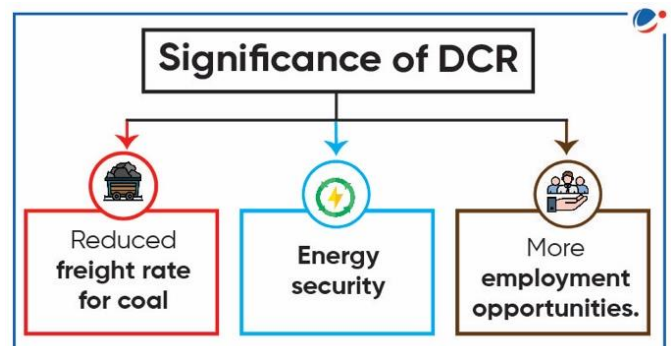 Significance of DCR
Reduced
freight rate
for coal
Energy
security
More
employment
opportunities.